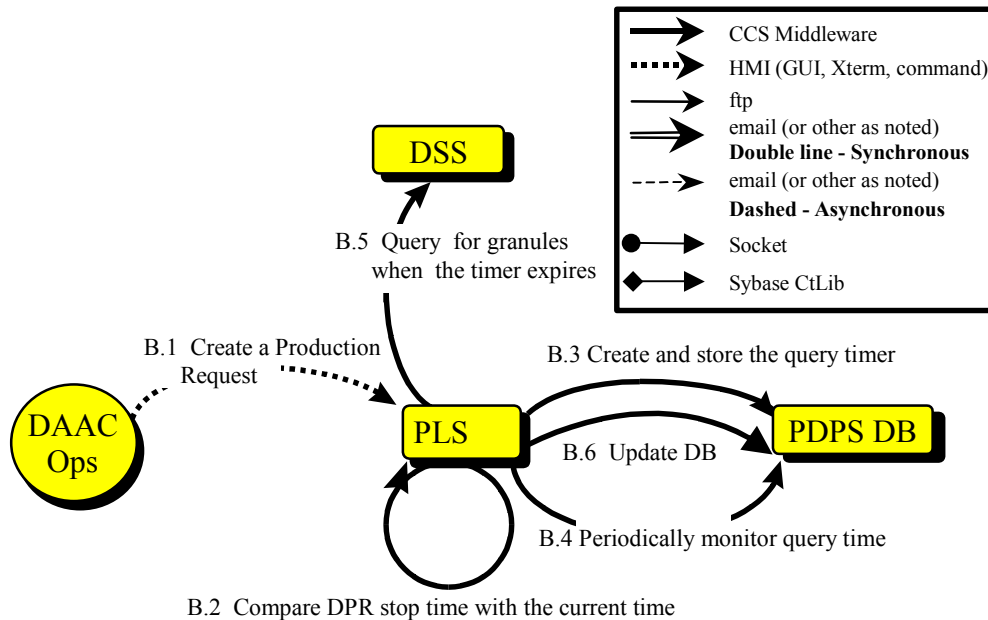 CCS Middleware
HMI (GUI, Xterm, command)
ftp
email (or other as noted)
Double line - Synchronous
email (or other as noted)
Dashed - Asynchronous
Socket
Sybase CtLib
DSS
B.5 Query for granules
when the timer expires
B.1 Create a Production
Request
B.3 Create and store the query timer
DAAC
Ops
PLS
PDPS DB
B.6 Update DB
B.4 Periodically monitor query time
B.2 Compare DPR stop time with the current time